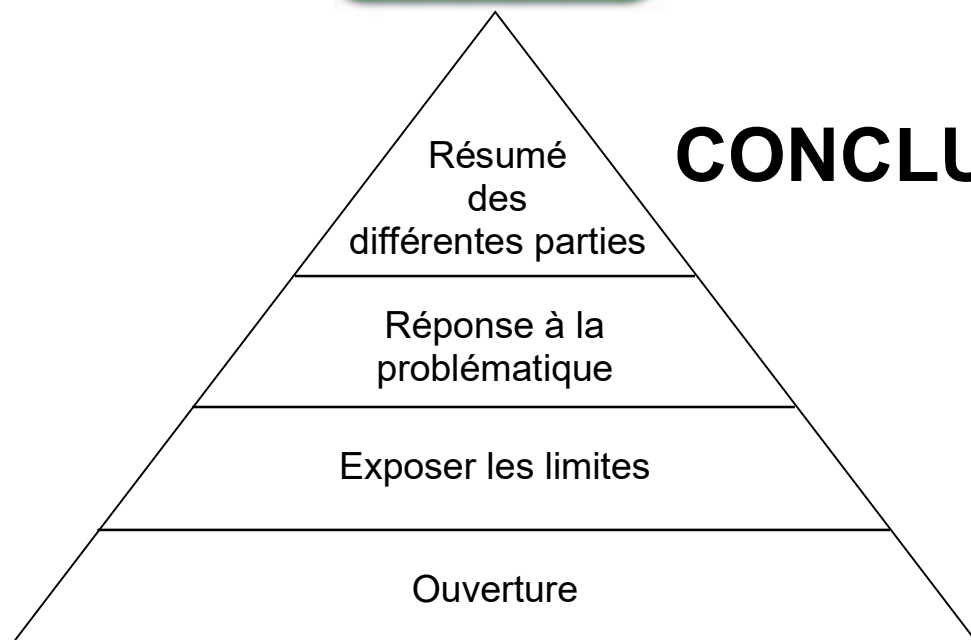 CONCLU
Résumé
des
différentes parties
Réponse à la
problématique
Exposer les limites
Ouverture